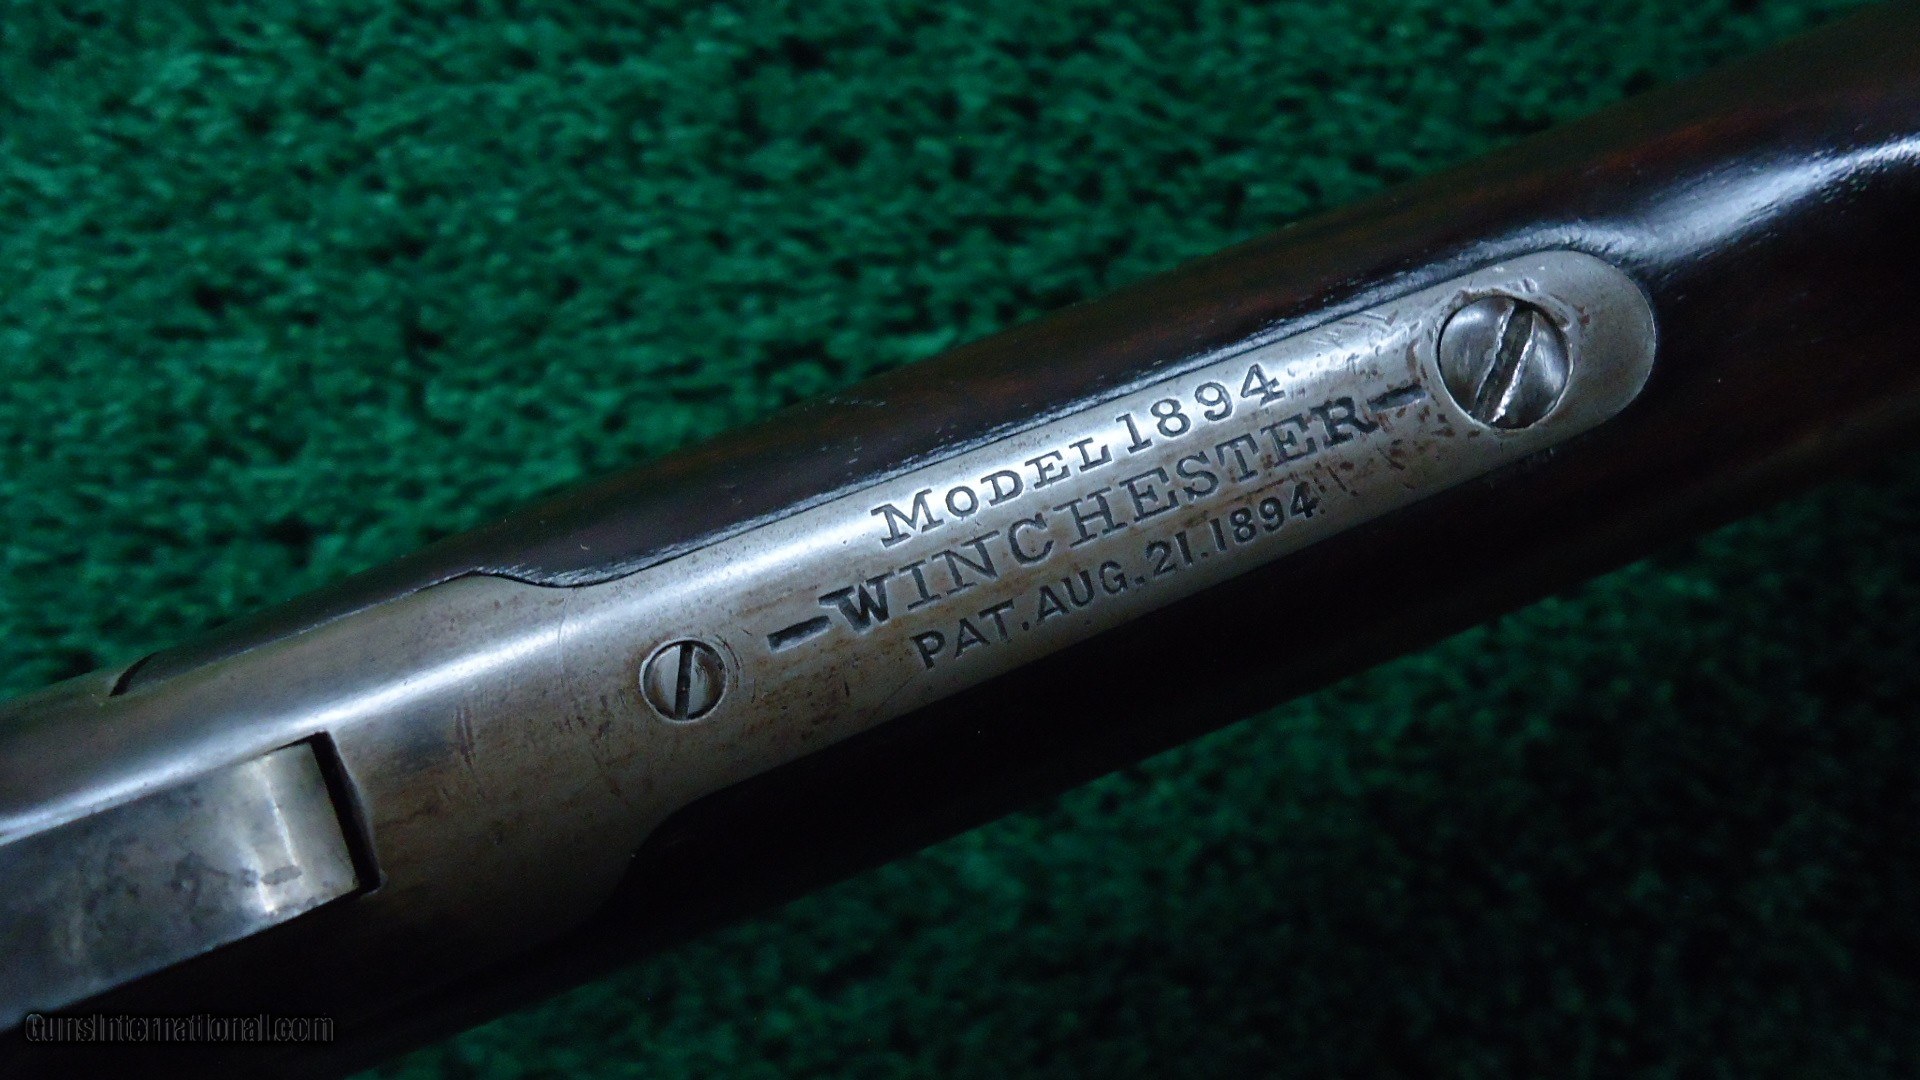 MODEL 1894
-WINCHESTER-
PAT. AUG. 21. 1894.
GunsInternational.com